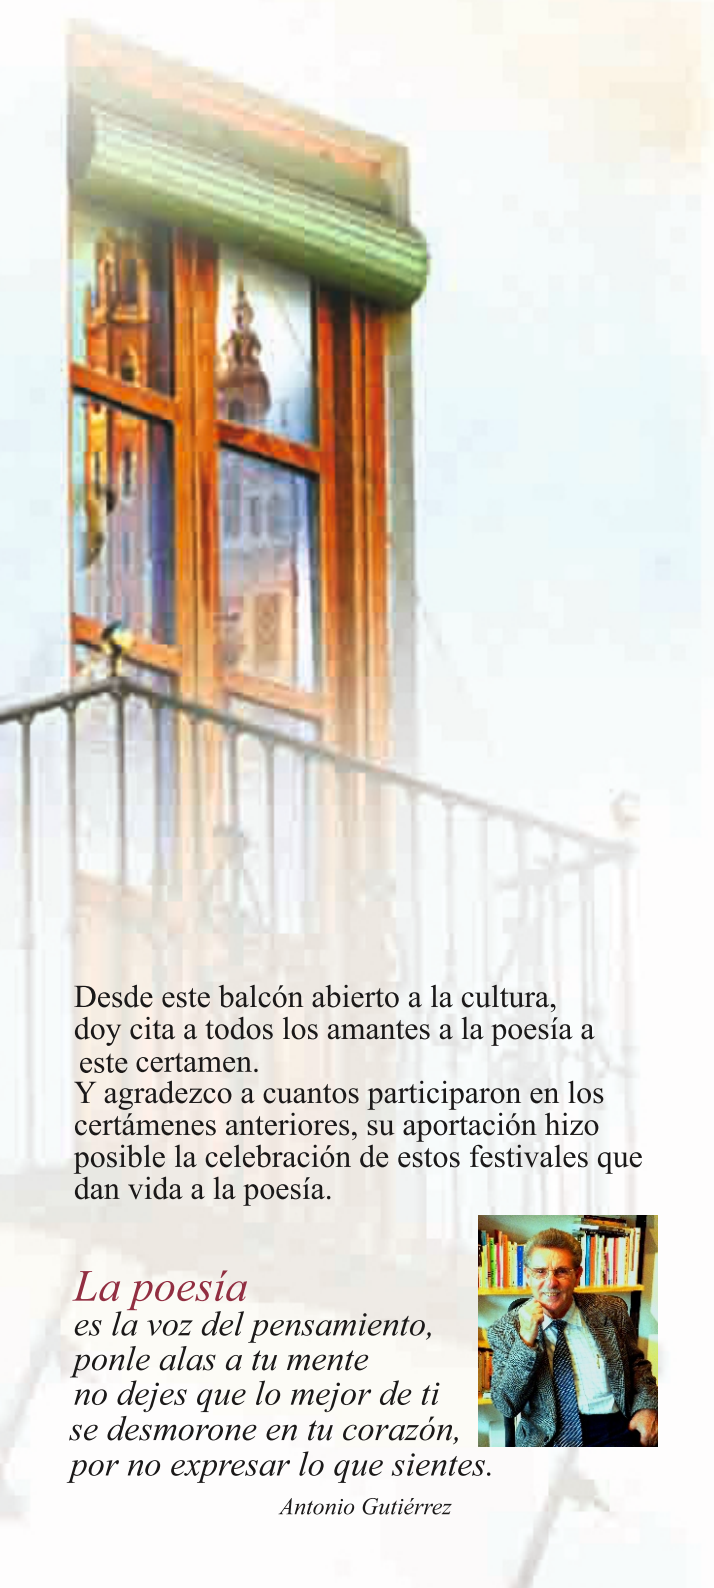 Desde este balcón abierto a la cultura,
doy cita a todos los amantes a la poesía a
este certamen.
Y agradezco a cuantos participaron en los
certámenes anteriores, su aportación hizo
posible la celebración de estos festivales que
dan vida a la poesía.
La poesía
es la voz del pensamiento,
ponle alas a tu mente
no dejes que lo mejor de ti
se desmorone en tu corazón,
por no expresar lo que sientes.
Antonio Gutiérrez